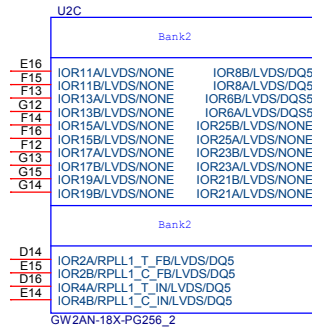 U2C
Bank2
E16 IOR11A/LVDS/NONE IOR8B/LVDS/DQ5
F15 IOR11B/LVDS/NONE IOR8A/LVDS/DQ5
F13 IOR13A/LVDS/NONE IOR6B/LVDS/DQS5
G12 IOR13B/LVDS/NONE IOR6A/LVDS/DQS5
F14 IOR15A/LVDS/NONE IOR25B/LVDS/NONE
F16 IOR15B/LVDS/NONE IOR25A/LVDS/NONE
F12 IOR17A/LVDS/NONE IOR23B/LVDS/NONE
G13 IOR17B/LVDS/NONE IOR23A/LVDS/NONE
G15 IOR19A/LVDS/NONE IOR21B/LVDS/NONE
G14 IOR19B/LVDS/NONE IOR21A/LVDS/NONE
Bank2
D14 IOR2A/RPLL1_T_FB/LVDS/DQ5
E15 IOR2B/RPLL1_C_FB/LVDS/DQ5
D16 IOR4A/RPLL1_T_IN/LVDS/DQ5
E14 IOR4B/RPLL1_C_IN/LVDS/DQ5
GW2AN-18X-PG256_2